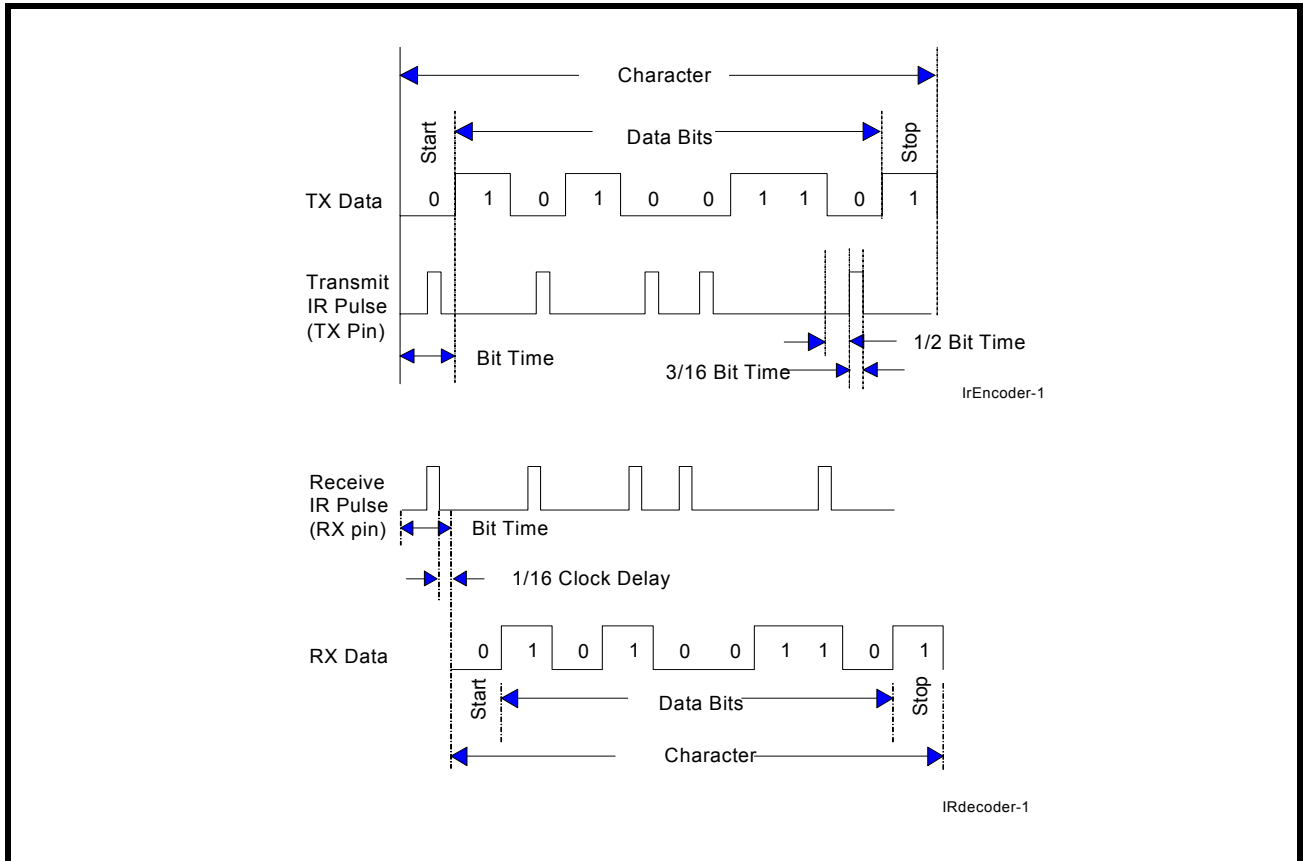 Character
Start
Data Bits
Stop
TX Data
0 1 0 1 0 0 1 1 0 1
Transmit
IR Pulse
(TX Pin)
Bit Time
1/2 Bit Time
3/16 Bit Time
IrEncoder-1
Receive
IR Pulse
(RX pin)
Bit Time
1/16 Clock Delay
RX Data
0 1 0 1 0 0 1 1 0 1
Start
Data Bits
Stop
Character
IRdecoder-1